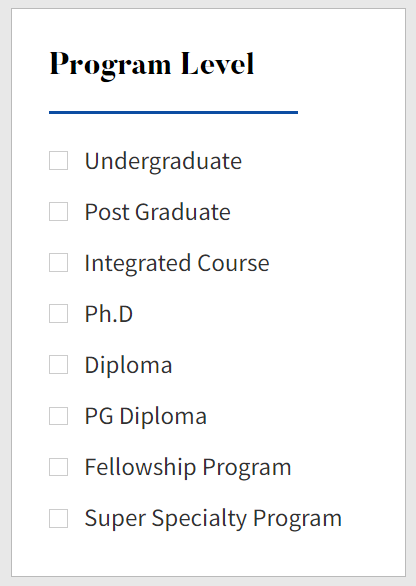 Program Level
Undergraduate
Post Graduate
Integrated Course
Ph.D
Diploma
PG Diploma
Fellowship Program
Super Specialty Program